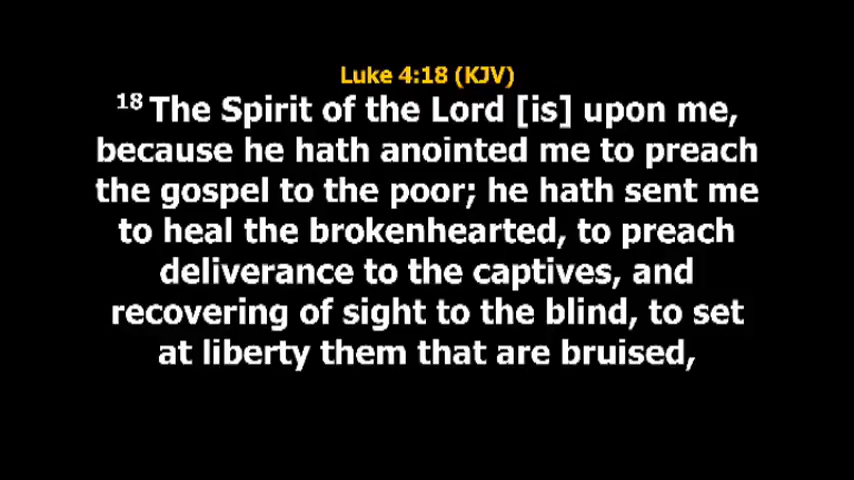 Luke 4:18 (KJV)
18 The Spirit of the Lord [is] upon me,
because he hath anointed me to preach
the gospel to the poor; he hath sent me
to heal the brokenhearted, to preach
deliverance to the captives, and
recovering of sight to the blind, to set
at liberty them that are bruised,